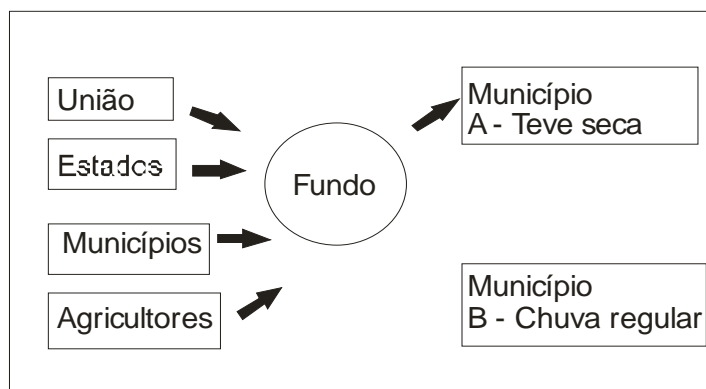 União
Estados
Municípios
Agricultores
Fundo
Município
A - Teve seca
Município
B - Chuva regular